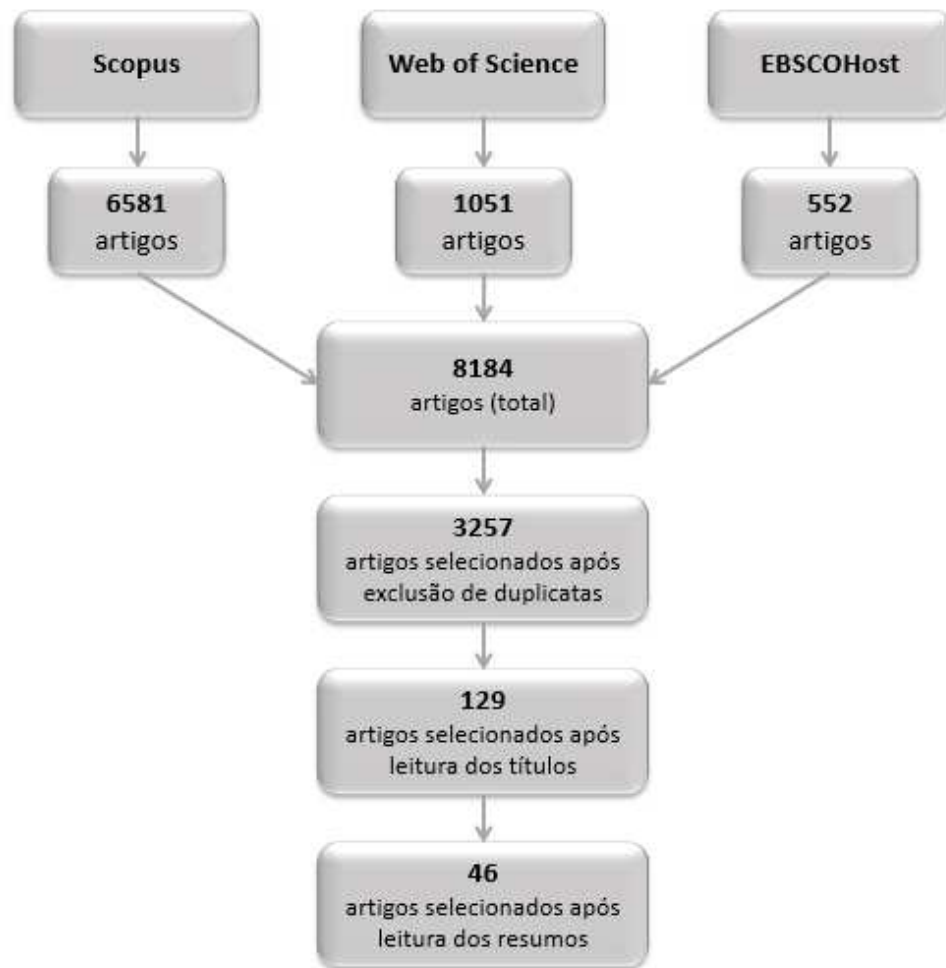 Scopus
Web of Science
EBSCOHost
6581
artigos
1051
artigos
552
artigos
8184
artigos (total)
3257
artigos selecionados após
exclusão de duplicatas
129
artigos selecionados após
leitura dos títulos
46
artigos selecionados após
leitura dos resumos